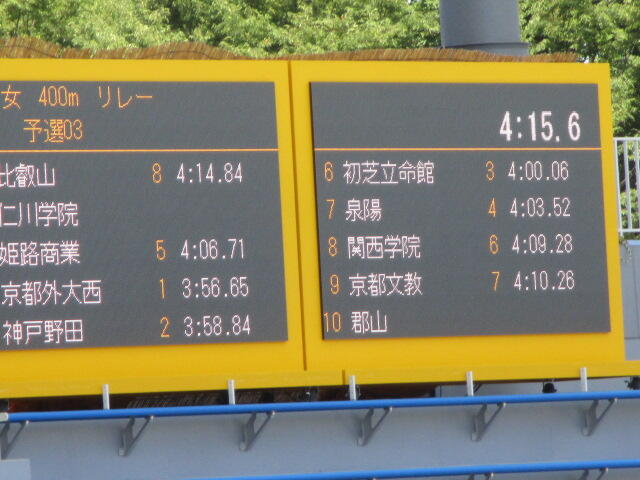 女 400m リレー
予選03
比叡山 8 4:14.84
仁川学院
姫路商業 5 4:06.71
京都外大西 1 3:56.65
神戸野田 2 3:58.84
4:15.6
6 初芝立命館 3 4:00.06
7 泉陽 4 4:03.52
8 関西学院 6 4:09.28
9 京都文教 7 4:10.26
10 郡山